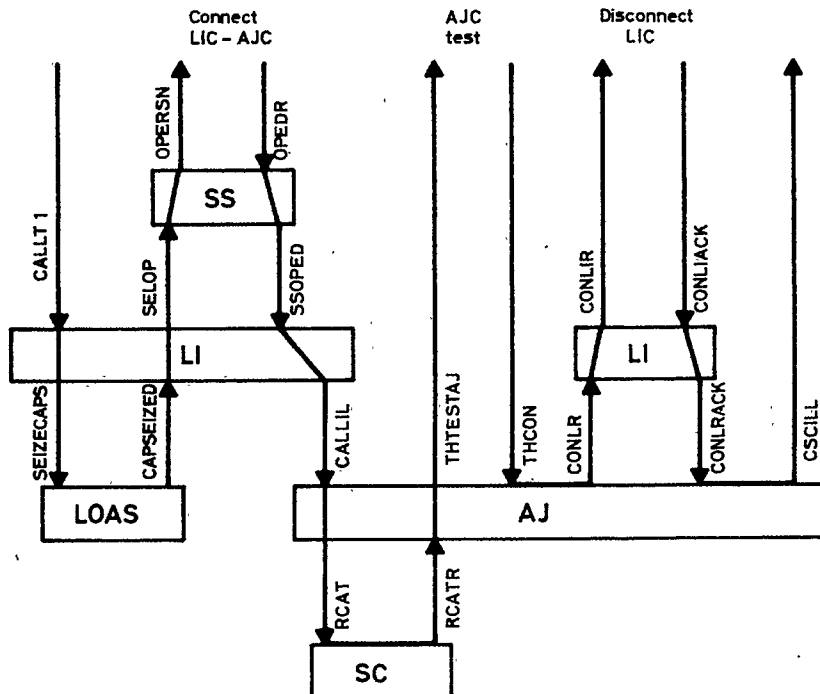 Connect
LIC - AJC
AJC
test
Disconnect
LIC
CALLT 1
OPERSN
OPEDR
SS
SELOP
SSOPED
CONLIR
CONLIACK
LI
LI
SEIZECAPS
CAPSEIZED
CALLIL
THTESTAJ
THCON
CONLR
CONLRACK
CSCILL
LOAS
AJ
RCAT
RCATR
SC